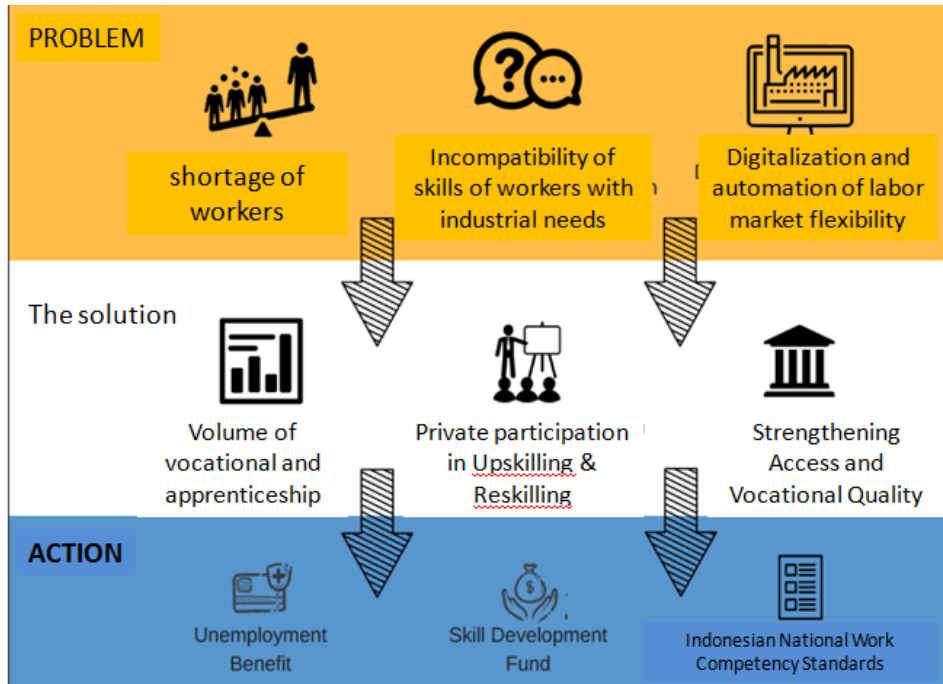 PROBLEM
shortage of
workers
Incompatibility of
skills of workers with
industrial needs
Digitalization and
automation of labor
market flexibility
The solution
Volume of
vocational and
apprenticeship
Private participation
in Upskilling &
Reskilling
Strengthening
Access and
Vocational Quality
ACTION
Unemployment
Benefit
Skill Development
Fund
Indonesian National Work
Competency Standards